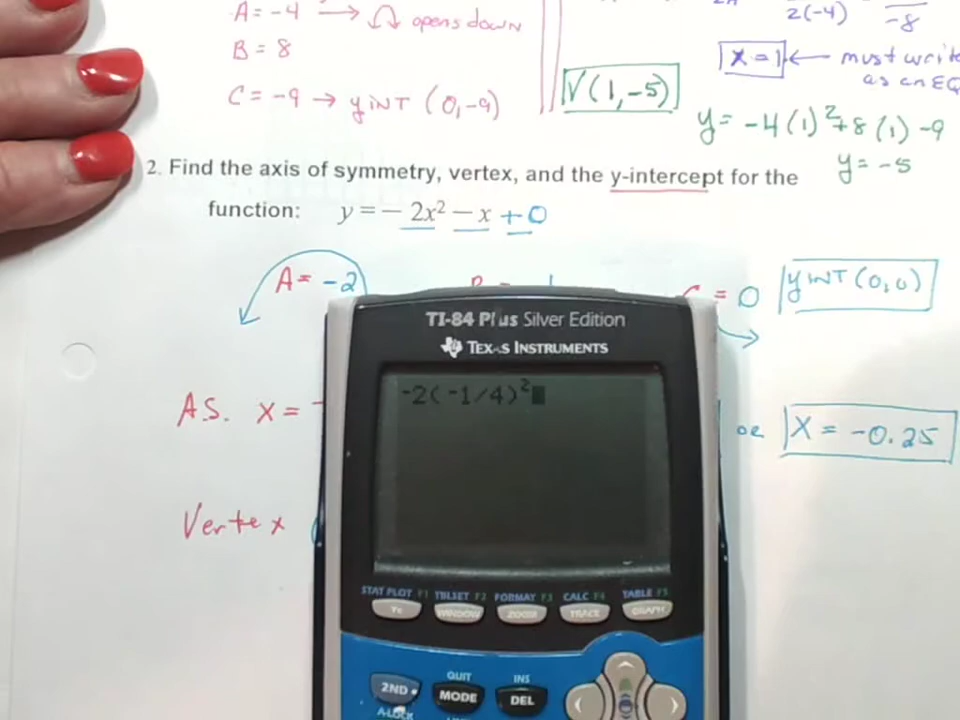 A = -4 → opens down
B = 8
C = -9 → y int (0,-9)
V(1,-5)
2(-4)
-8
x = 1 ← must write
as an EQ
y = -4(1)²+8(1)-9
y = -5
2. Find the axis of symmetry, vertex, and the y-intercept for the
function: y = - 2x² - x + 0
A = -2
= 0
y int (0,0)
TI-84 Plus Silver Edition
TEXAS INSTRUMENTS
-2(-1/4)²
A.S. x = -
or x = -0.25
Vertex
STAT PLOT F1 TBLSET F2 FORMAT F3 CALC F4 TABLE F5
Y= WINDOW ZOOM TRACE GRAPH
QUIT INS
2ND MODE DEL
A-LOCK